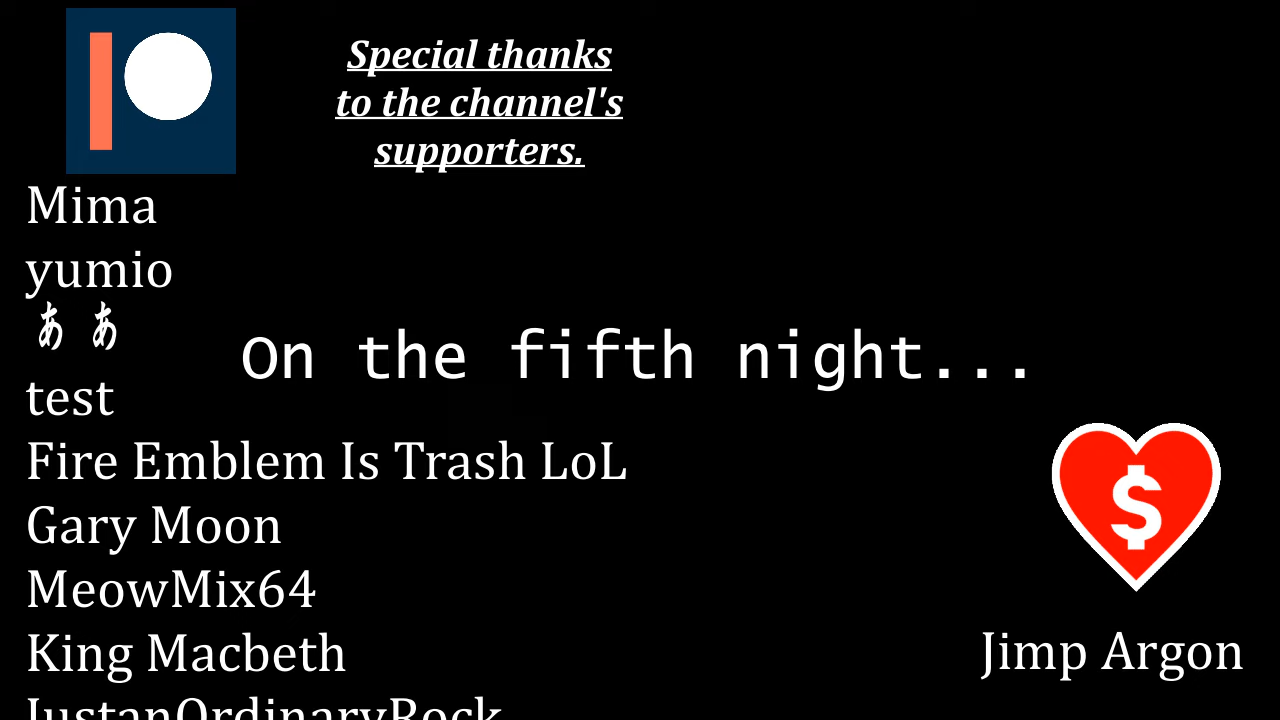 Special thanks
to the channel's
supporters.
Mima
yumio
ああ
On the fifth night...
test
Fire Emblem Is Trash LoL
Gary Moon
$
MeowMix64
King Macbeth
Jimp Argon
JustanOrdinaryRock